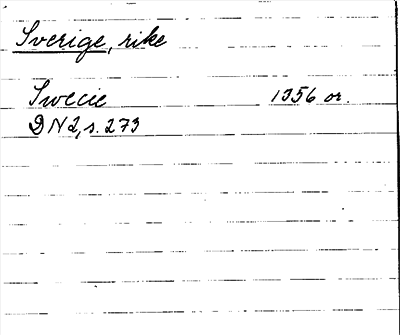 Sverige, rike
Swecie 1356 or.
DN2, s. 273